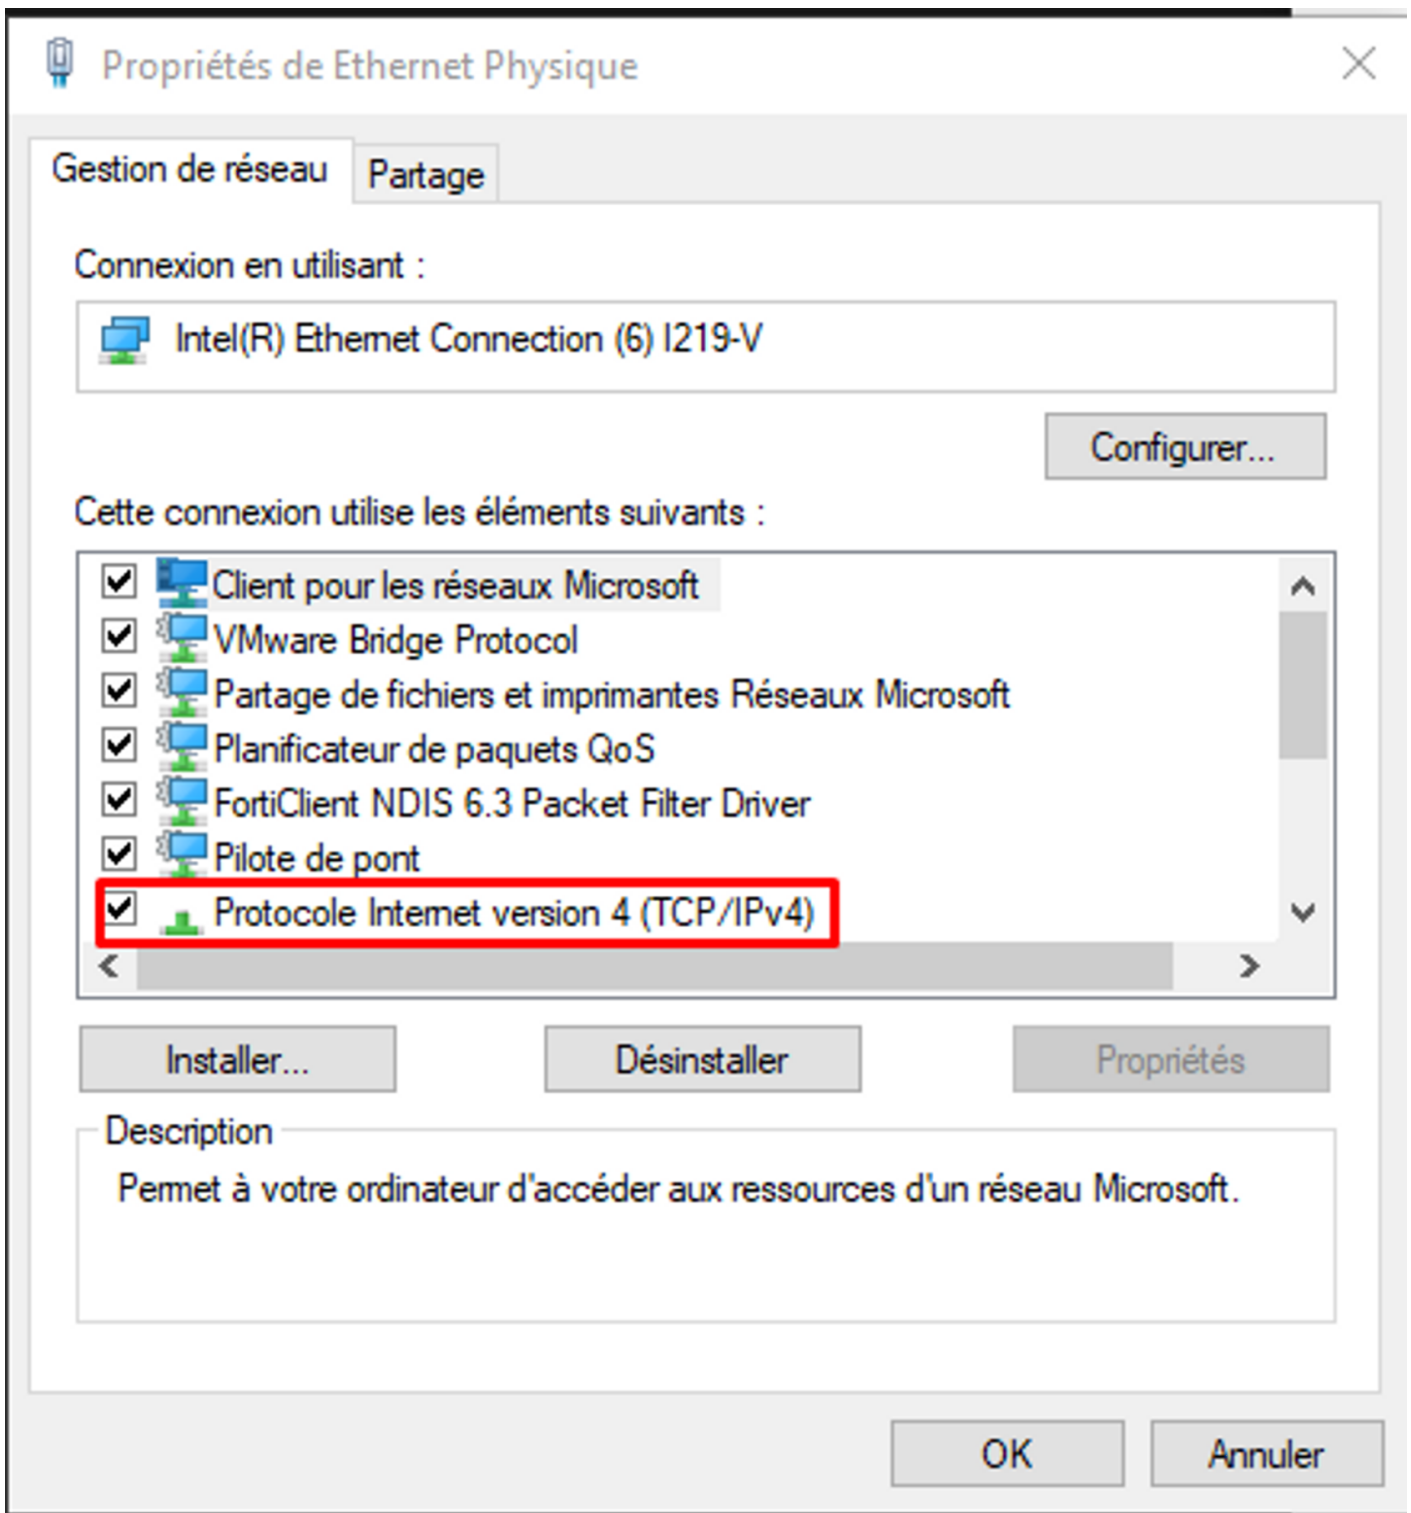 Propriétés de Ethernet Physique
Gestion de réseau
Partage
Connexion en utilisant :
Intel(R) Ethernet Connection (6) I219-V
Configurer...
Cette connexion utilise les éléments suivants :
Client pour les réseaux Microsoft
VMware Bridge Protocol
Partage de fichiers et imprimantes Réseaux Microsoft
Planificateur de paquets QoS
FortiClient NDIS 6.3 Packet Filter Driver
Pilote de pont
Protocole Internet version 4 (TCP/IPv4)
Installer...
Désinstaller
Propriétés
Description
Permet à votre ordinateur d'accéder aux ressources d'un réseau Microsoft.
OK
Annuler